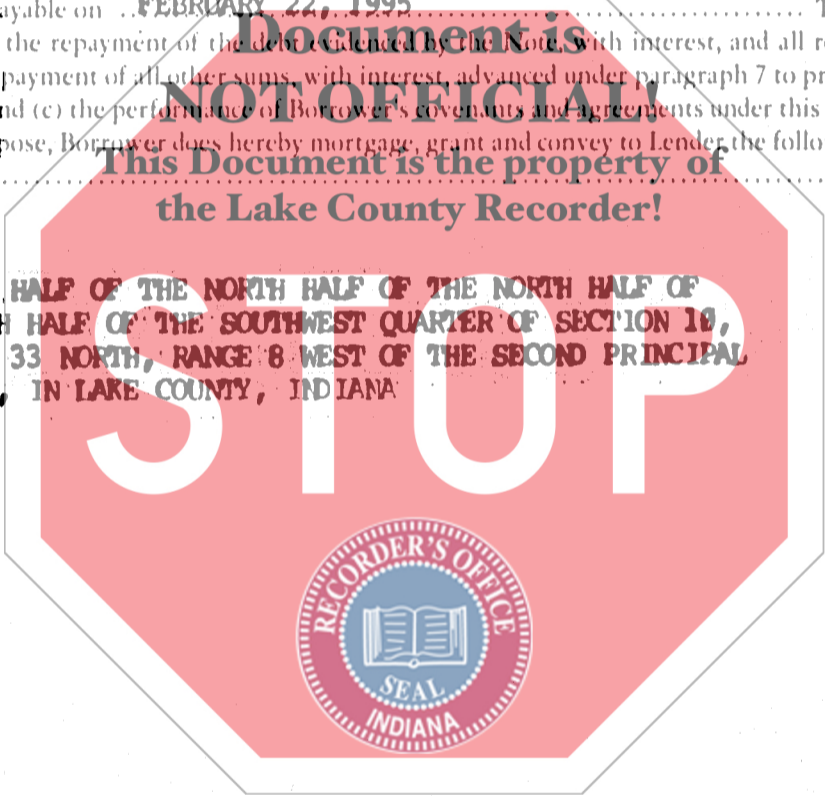 ayable on .. FEBRUARY 22, 1995
Document is
the repayment of the debt evidenced by the Note, with interest, and all
payment of all other sums, with interest, advanced under paragraph 7 to
NOT OFFICIAL!
nd (c) the performance of Borrower's covenants and agreements under this
pose, Borrower does hereby mortgage, grant and convey to Lender the follo
This Document is the property of
the Lake County Recorder!
HALF OF THE NORTH HALF OF THE NORTH HALF OF
H HALF OF THE SOUTHWEST QUARTER OF SECTION 10,
33 NORTH, RANGE 8 WEST OF THE SECOND PRINCIPAL
, IN LAKE COUNTY, INDIANA
STOP
RECORDER'S OFFICE
SEAL
INDIANA